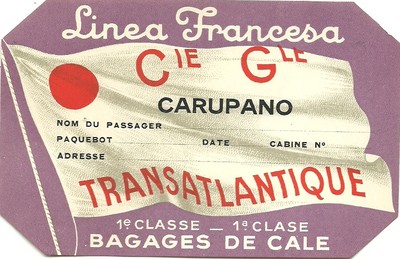 Linea Francesa
Cie Gle
CARUPANO
NOM DU PASSAGER
PAQUEBOT DATE CABINE No
ADRESSE
TRANSATLANTIQUE
1e CLASSE — 1a CLASE
BAGAGES DE CALE